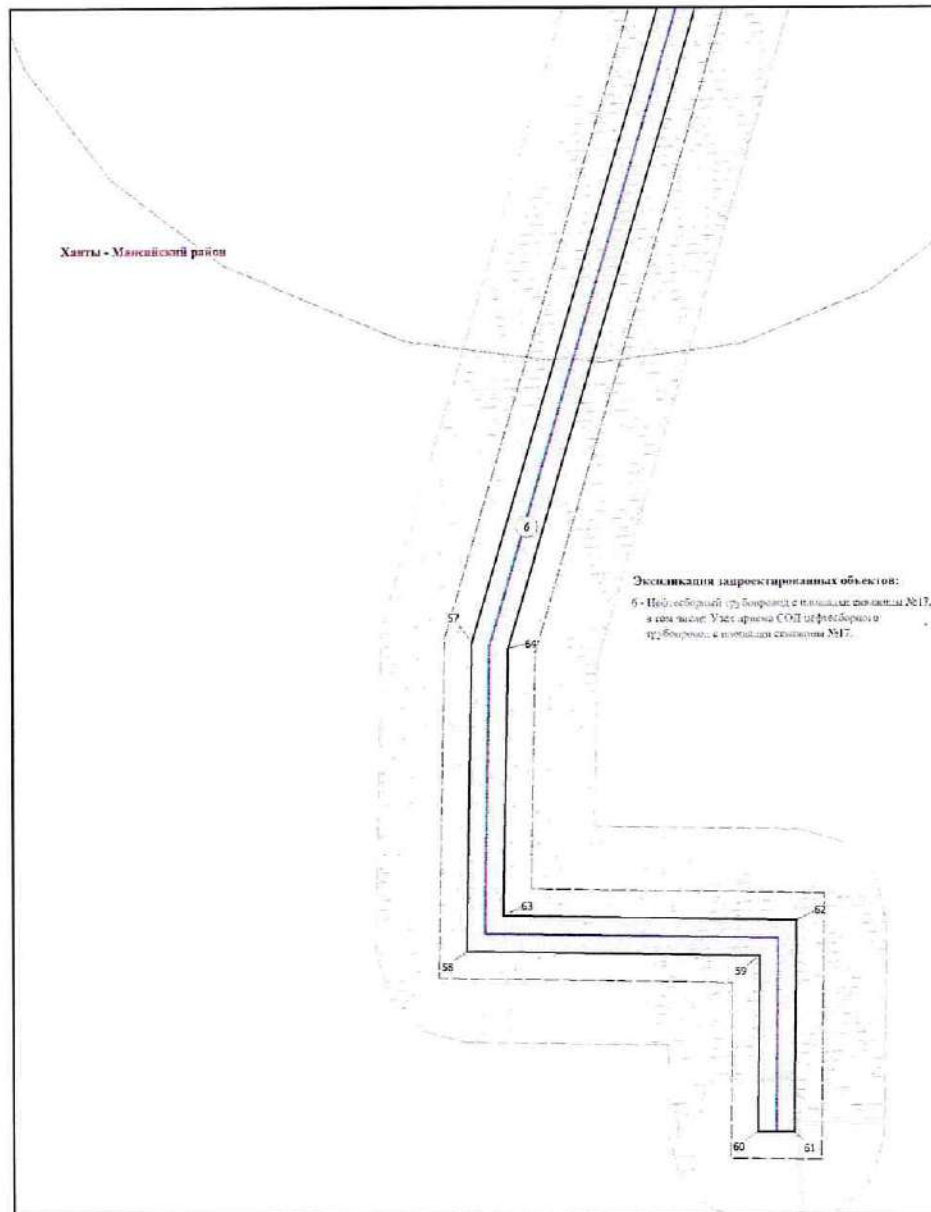 Ханты - Мансийский район
6
Экспликация запроектированных объектов:
6 - Нефтесборный трубопровод с площадки скважины №17,
в том числе: Узел приема СОД нефтесборного
трубопровод с площадки скважины №17.
57
64
63
62
58
59
60
61